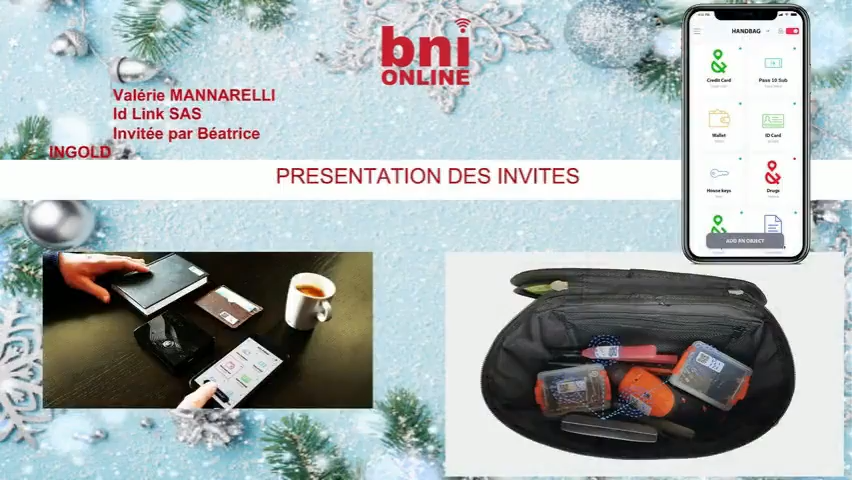 bni
ONLINE
Valérie MANNARELLI
Id Link SAS
Invitée par Béatrice
INGOLD
PRESENTATION DES INVITES
HANDBAG
Credit Card
Pass 10 Sub
Wallet
ID Card
House keys
Drugs
ADD AN OBJECT